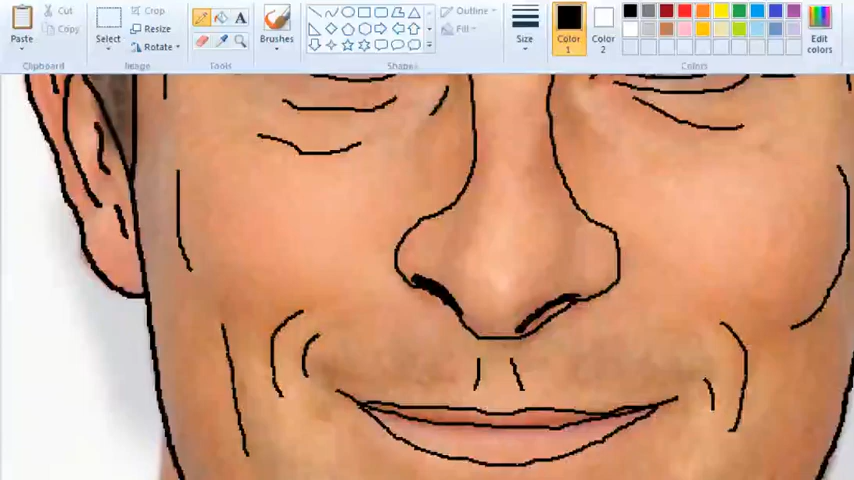 Cut
Copy
Paste
Clipboard
Crop
Resize
Rotate
Select
Image
A
Tools
Brushes
Outline
Fill
Shapes
Size
Color 1
Color 2
Edit colors
Colors